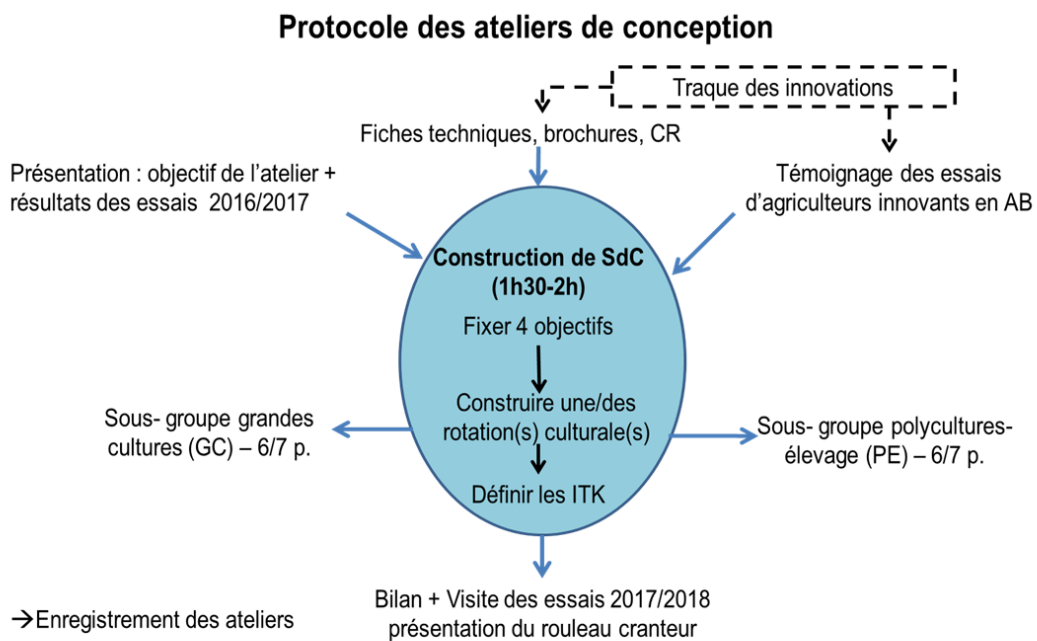 Protocole des ateliers de conception
Traque des innovations
Fiches techniques, brochures, CR
Présentation : objectif de l'atelier +
résultats des essais 2016/2017
Témoignage des essais
d'agriculteurs innovants en AB
Construction de SdC
(1h30-2h)
Fixer 4 objectifs
Construire une/des
rotation(s) culturale(s)
Définir les ITK
Sous- groupe grandes
cultures (GC) – 6/7 p.
Sous- groupe polycultures-
élevage (PE) – 6/7 p.
Bilan + Visite des essais 2017/2018
présentation du rouleau cranteur
→Enregistrement des ateliers